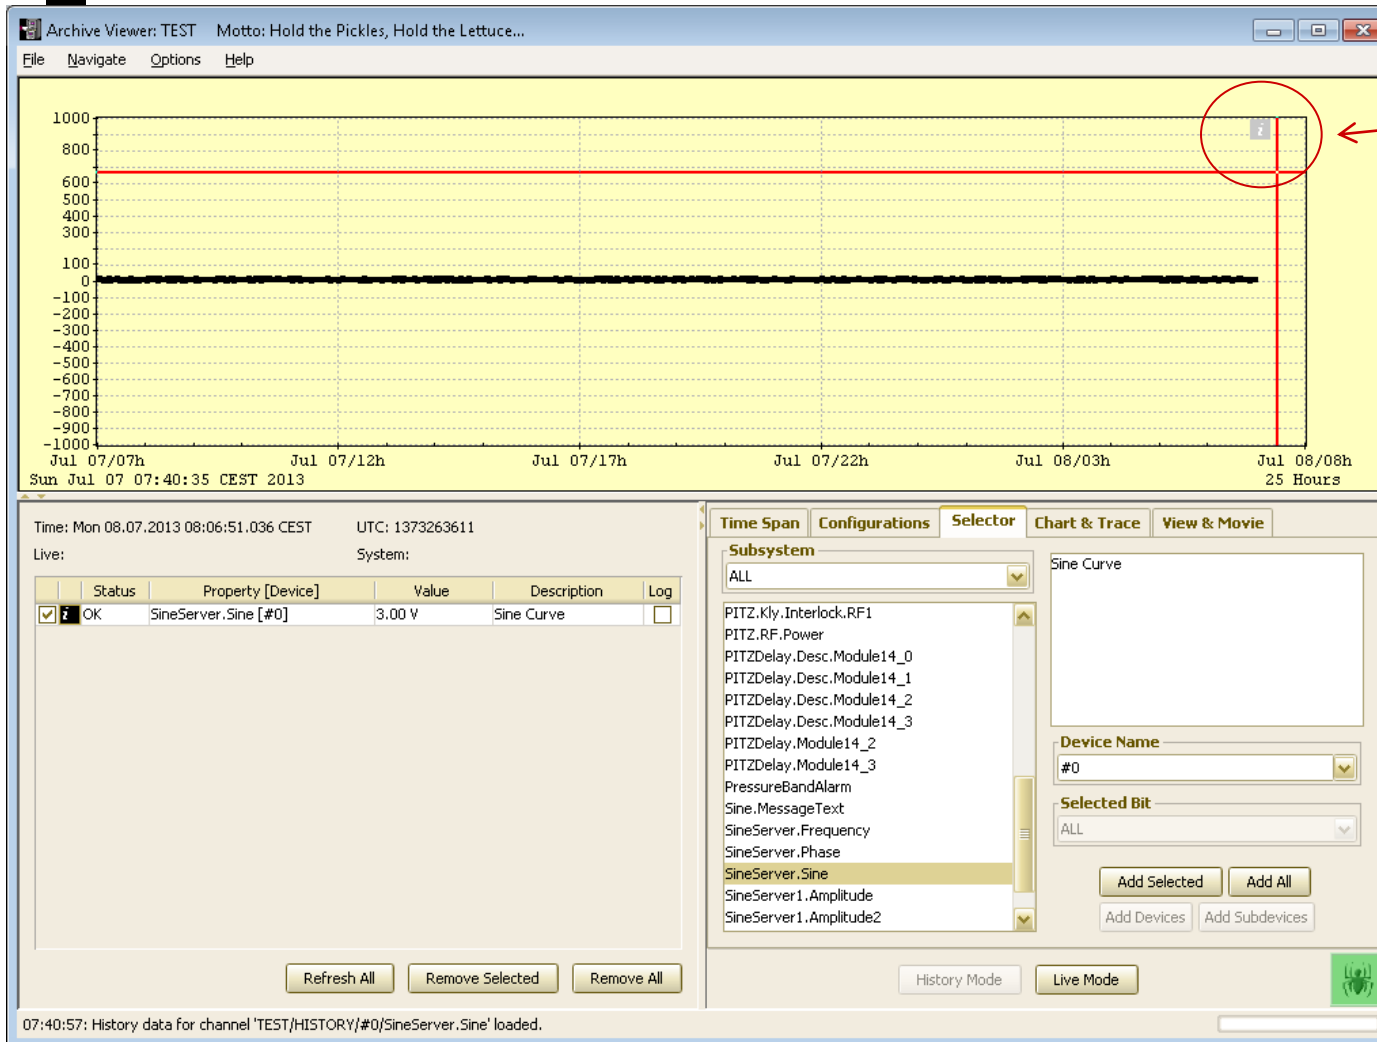 Archive Viewer: TEST Motto: Hold the Pickles, Hold the Lettuce...
File Navigate Options Help
1000
800
600
500
400
300
100
0
-100
-200
-300
-400
-500
-600
-700
-800
-900
-1000
Jul 07/07h Jul 07/12h Jul 07/17h Jul 07/22h Jul 08/03h Jul 08/08h
Sun Jul 07 07:40:35 CEST 2013 25 Hours
i
Time: Mon 08.07.2013 08:06:51.036 CEST UTC: 1373263611
Live: System:
Status Property [Device] Value Description Log
i OK SineServer.Sine [#0] 3.00 V Sine Curve
Refresh All Remove Selected Remove All
Time Span Configurations Selector Chart & Trace View & Movie
Subsystem
ALL
PITZ.Kly.Interlock.RF1
PITZ.RF.Power
PITZDelay.Desc.Module14_0
PITZDelay.Desc.Module14_1
PITZDelay.Desc.Module14_2
PITZDelay.Desc.Module14_3
PITZDelay.Module14_2
PITZDelay.Module14_3
PressureBandAlarm
Sine.MessageText
SineServer.Frequency
SineServer.Phase
SineServer.Sine
SineServer1.Amplitude
SineServer1.Amplitude2
Sine Curve
Device Name
#0
Selected Bit
ALL
Add Selected Add All
Add Devices Add Subdevices
History Mode Live Mode
07:40:57: History data for channel 'TEST/HISTORY/#0/SineServer.Sine' loaded.